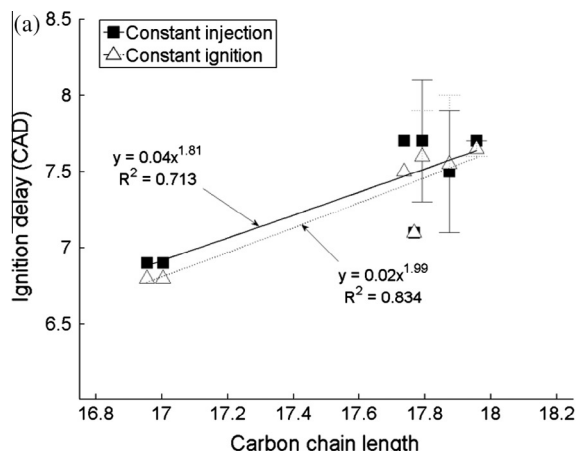 (a)
Constant injection
Constant ignition
8.5
8
7.5
7
6.5
Ignition delay (CAD)
y = 0.04x^1.81
R^2 = 0.713
y = 0.02x^1.99
R^2 = 0.834
16.8 17 17.2 17.4 17.6 17.8 18 18.2
Carbon chain length